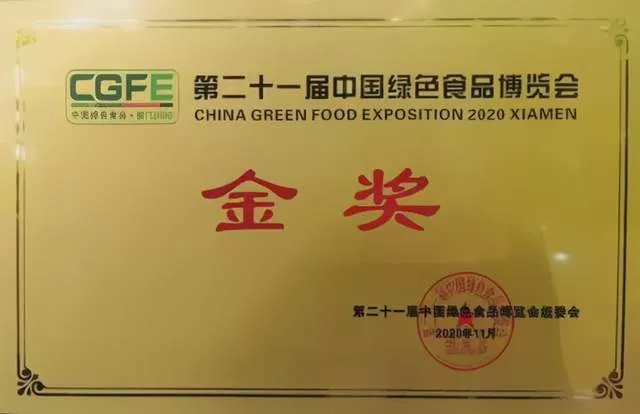 CGFE
第二十一届中国绿色食品博览会
CHINA GREEN FOOD EXPOSITION 2020 XIAMEN
金奖
第二十一届中国绿色食品博览会组委会
2020年11月